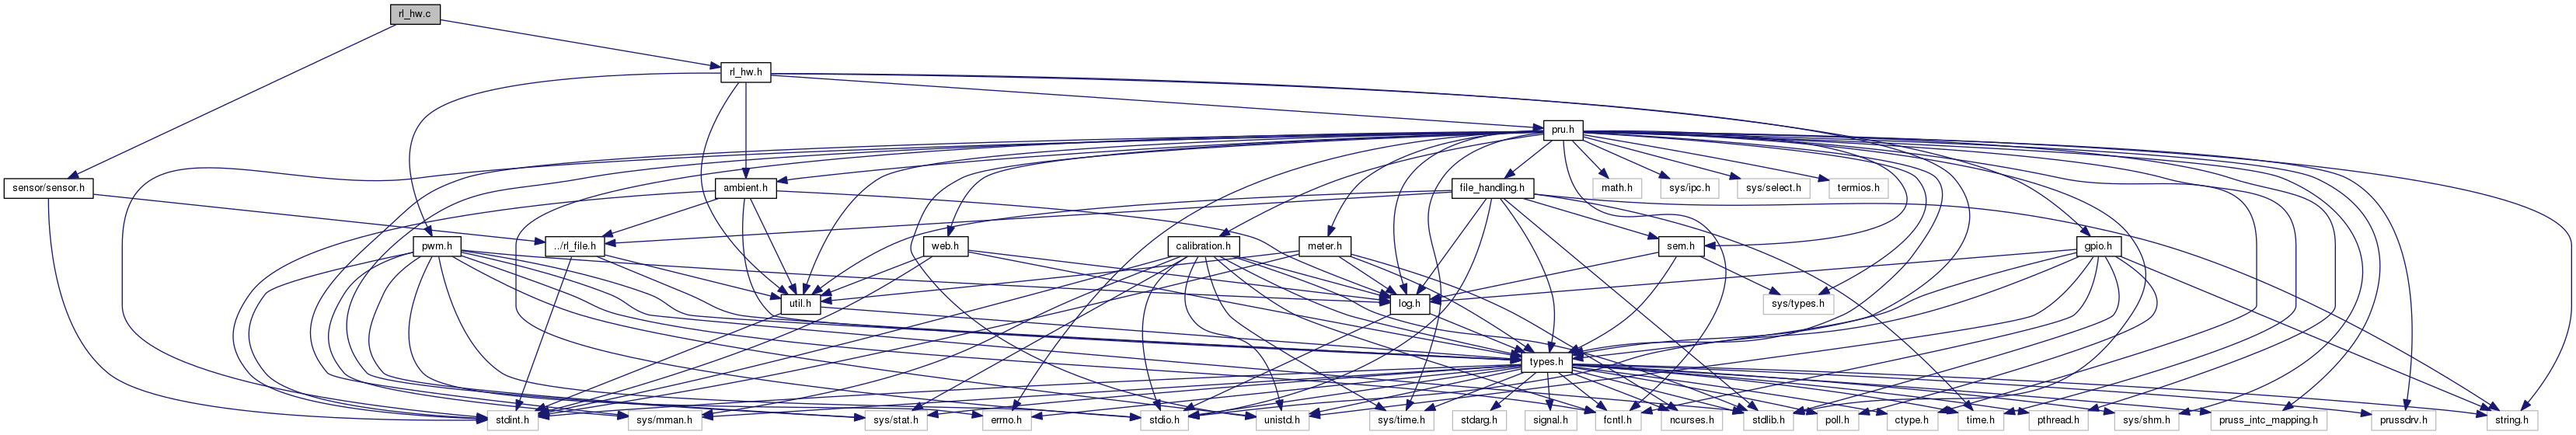 rl_hw.c
rl_hw.h
pru.h
sensor/sensor.h
ambient.h
file_handling.h
math.h
sys/ipc.h
sys/select.h
termios.h
pwm.h
../rl_file.h
web.h
calibration.h
meter.h
sem.h
gpio.h
util.h
log.h
sys/types.h
types.h
stdint.h
sys/mman.h
sys/stat.h
errno.h
stdio.h
unistd.h
sys/time.h
stdarg.h
signal.h
fcntl.h
ncurses.h
stdlib.h
poll.h
ctype.h
time.h
pthread.h
sys/shm.h
pruss_intc_mapping.h
prussdrv.h
string.h